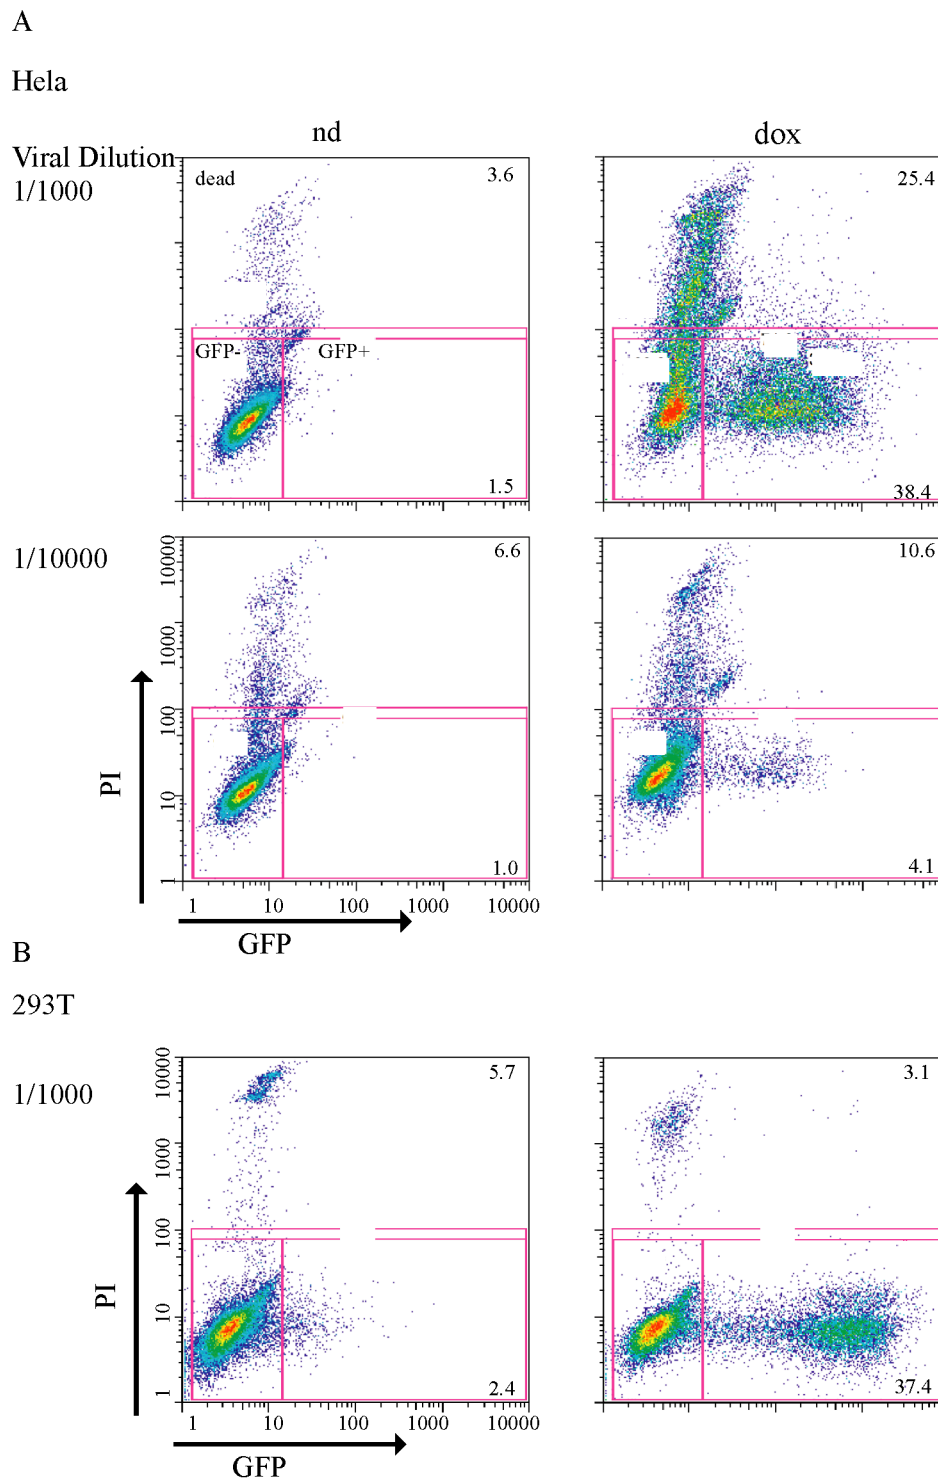 A
Hela
nd dox
Viral Dilution
1/1000
dead 3.6 25.4
GFP- GFP+
1.5 38.4
1/10000
6.6 10.6
10000
1000
100
10
1
PI
1.0 4.1
1 10 100 1000 10000
GFP
B
293T
1/1000
5.7 3.1
10000
1000
100
10
1
PI
2.4 37.4
1 10 100 1000 10000
GFP